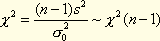 χ² = (n−1)s² / σ₀² ~ χ²(n−1)